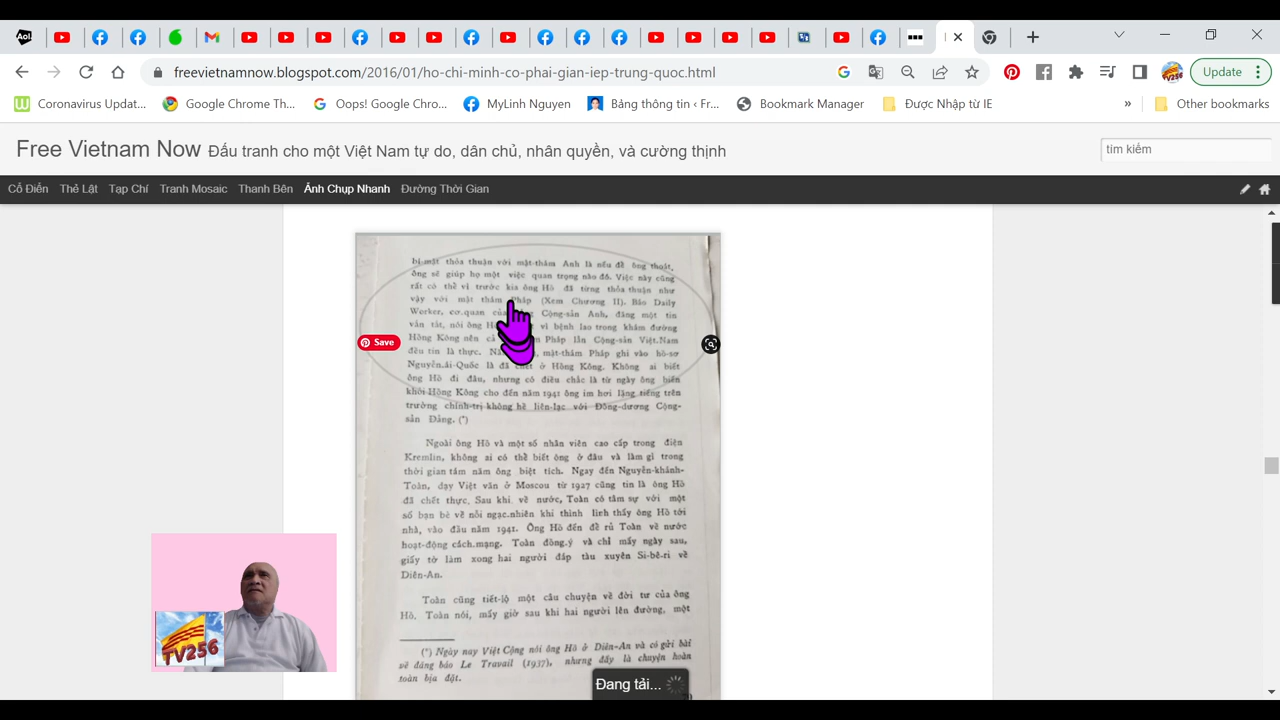 Ao!
Update
freevietnamnow.blogspot.com/2016/01/ho-chi-minh-co-phai-gian-iep-trung-quoc.html
Coronavirus Updat... Google Chrome Th... Oops! Google Chro... MyLinh Nguyen Bảng thông tin ‹ Fr... Bookmark Manager Được Nhập từ IE » Other bookmarks
Free Vietnam Now Đấu tranh cho một Việt Nam tự do, dân chủ, nhân quyền, và cường thịnh
tìm kiếm
Cổ Điển Thẻ Lật Tạp Chí Tranh Mosaic Thanh Bên Ảnh Chụp Nhanh Đường Thời Gian
bí-mật thỏa thuận với mật-thám Anh là nếu để ông thoát,
ông sẽ giúp họ một việc quan trọng nào đó. Việc này cũng
rất có thể vì trước kia ông Hồ đã từng thỏa thuận như
vậy với mật thám Pháp (Xem Chương II). Báo Daily
Worker, cơ.quan của Cộng-sản Anh, đăng một tin
vắn tắt, nói ông vì bệnh lao trong khám đường
Hồng Kông nên cả Pháp lẫn Cộng-sản Việt.Nam
đều tin là thực. mật-thám Pháp ghi vào hồ-sơ
Nguyễn.ái-Quốc là đã chết ở Hồng Kông. Không ai biết
ông Hồ đi đâu, nhưng có điều chắc là từ ngày ông biến
khỏi Hồng Kông cho đến năm 1941 ông im hơi lặng tiếng trên
trường chính-trị không hề liên-lạc với Đông-dương Cộng-
sản Đảng. (*)
Ngoài ông Hồ và một số nhân viên cao cấp trong điện
Kremlin, không ai có thể biết ông ở đâu và làm gì trong
thời gian tám năm ông biệt tích. Ngay đến Nguyễn-khánh-
Toàn, dạy Việt văn ở Moscou từ 1927 cũng tin là ông Hồ
đã chết thực. Sau khi về nước, Toàn có tâm sự với một
số bạn bè về nỗi ngạc.nhiên khi thình lình thấy ông Hồ tới
nhà, vào đầu năm 1941. Ông Hồ đến để rủ Toàn về nước
hoạt-động cách.mạng. Toàn đồng.ý và chỉ mấy ngày sau,
giấy tờ làm xong hai người đáp tàu xuyên Si-bê-ri về
Diên-An.
Toàn cũng tiết-lộ một câu chuyện về đời tư của ông
Hồ. Toàn nói, mấy giờ sau khi hai người lên đường, một
(*) Ngày nay Việt Cộng nói ông Hồ ở Diên-An và có gửi bài
về đăng báo Le Travail (1937), nhưng đấy là chuyện hoàn
toàn bịa đặt.
Save
TV256
Đang tải...